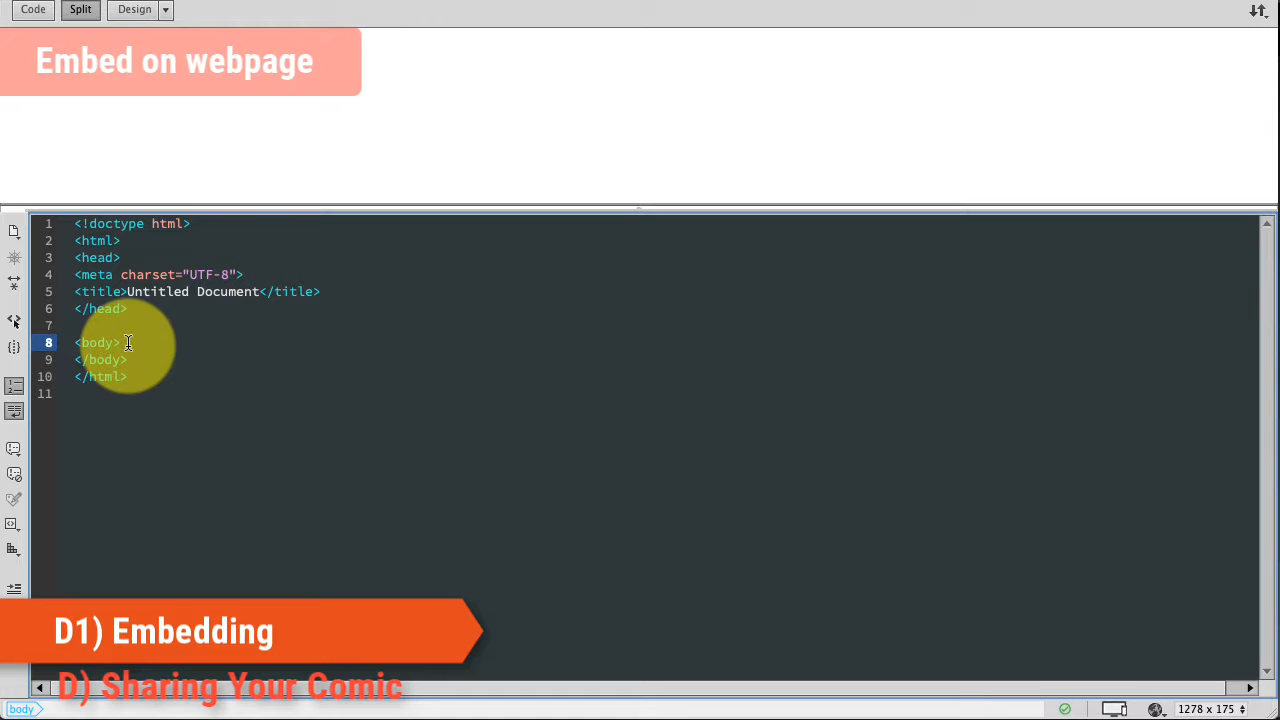 Code Split Design
Embed on webpage
1 <!doctype html>
2 <html>
3 <head>
4 <meta charset="UTF-8">
5 <title>Untitled Document</title>
6 </head>
7
8 <body>
9 </body>
10 </html>
11
D1) Embedding
D) Sharing Your Comic
body 1278 x 175